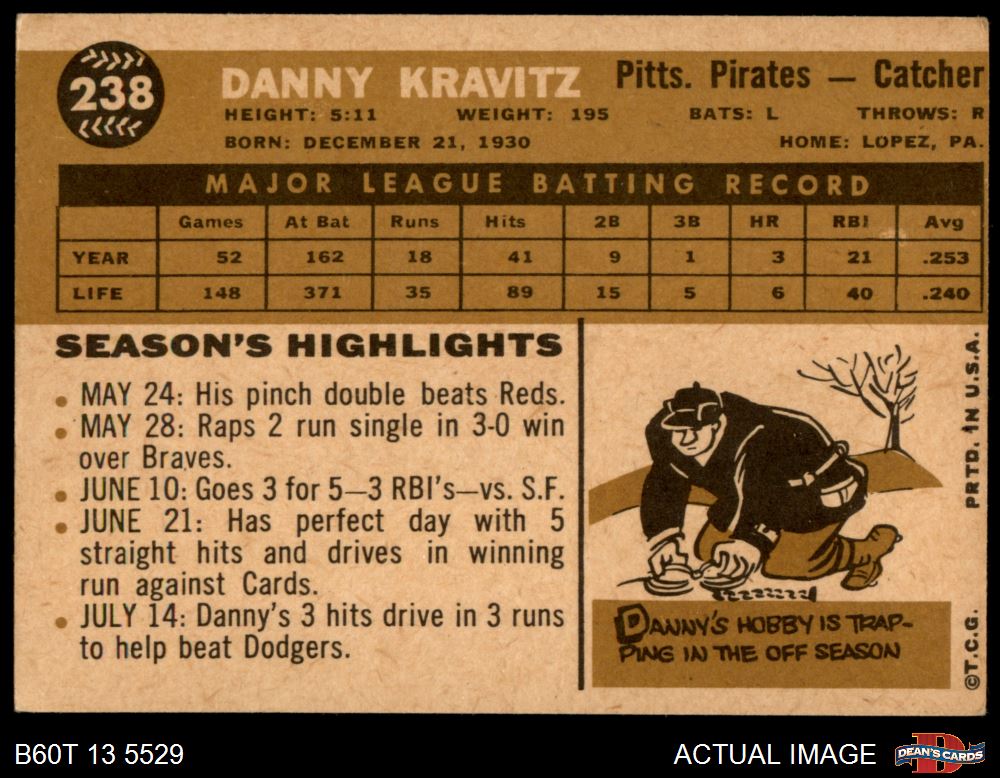 238
DANNY KRAVITZ Pitts. Pirates — Catcher
HEIGHT: 5:11 WEIGHT: 195 BATS: L THROWS: R
BORN: DECEMBER 21, 1930 HOME: LOPEZ, PA.
MAJOR LEAGUE BATTING RECORD
Games At Bat Runs Hits 2B 3B HR RBI Avg
YEAR 52 162 18 41 9 1 3 21 .253
LIFE 148 371 35 89 15 5 6 40 .240
SEASON'S HIGHLIGHTS
• MAY 24: His pinch double beats Reds.
• MAY 28: Raps 2 run single in 3-0 win
over Braves.
• JUNE 10: Goes 3 for 5—3 RBI's—vs. S.F.
• JUNE 21: Has perfect day with 5
straight hits and drives in winning
run against Cards.
• JULY 14: Danny's 3 hits drive in 3 runs
to help beat Dodgers.
DANNY'S HOBBY IS TRAP-
PING IN THE OFF SEASON
PRTD. IN U.S.A.
©T.C.G.
B60T 13 5529
ACTUAL IMAGE
DEAN'S CARDS